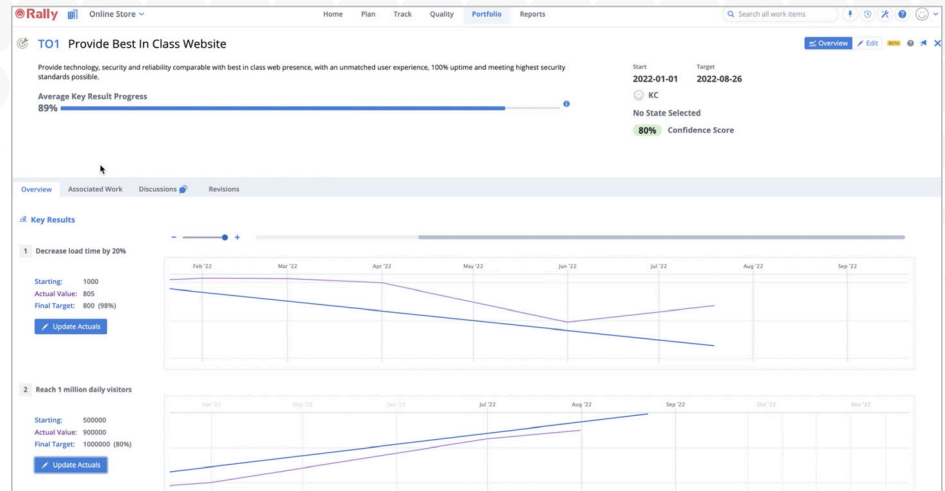 Rally
Online Store
Home Plan Track Quality Portfolio Reports
Search all work items
TO1 Provide Best In Class Website
Overview Edit BETA
Provide technology, security and reliability comparable with best in class web presence, with an unmatched user experience, 100% uptime and meeting highest security
standards possible.
Average Key Result Progress
89%
Start Target
2022-01-01 2022-08-26
KC
No State Selected
80% Confidence Score
Overview Associated Work Discussions Revisions
Key Results
- +
1 Decrease load time by 20%
Feb '22 Mar '22 Apr '22 May '22 Jun '22 Jul '22 Aug '22 Sep '22
Starting: 1000
Actual Value: 805
Final Target: 800 (98%)
Update Actuals
2 Reach 1 million daily visitors
Apr '22 May '22 Jun '22 Jul '22 Aug '22 Sep '22 Oct '22 Nov '22
Starting: 500000
Actual Value: 900000
Final Target: 1000000 (80%)
Update Actuals